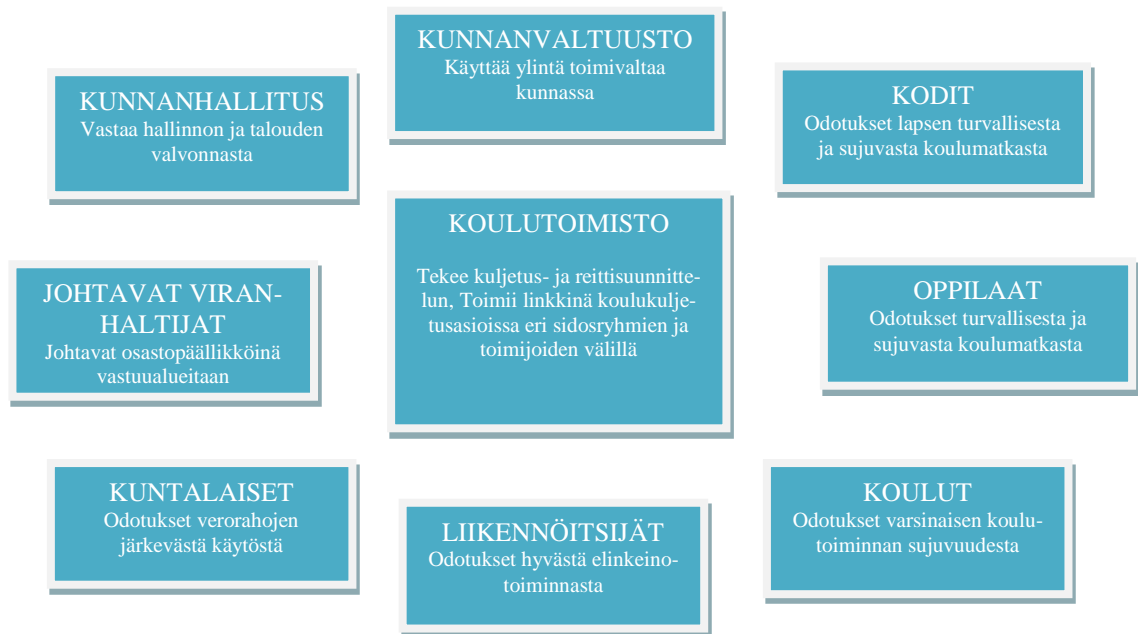 KUNNANVALTUUSTO
Käyttää ylintä toimivaltaa
kunnassa
KUNNANHALLITUS
Vastaa hallinnon ja talouden
valvonnasta
KODIT
Odotukset lapsen turvallisesta
ja sujuvasta koulumatkasta
KOULUTOIMISTO
Tekee kuljetus- ja reittisuunnitte-
lun, Toimii linkkinä koulukulje-
tusasioissa eri sidosryhmien ja
toimijoiden välillä
JOHTAVAT VIRAN-
HALTIJAT
Johtavat osastopäällikköinä
vastuualueitaan
OPPILAAT
Odotukset turvallisesta ja
sujuvasta koulumatkasta
KUNTALAISET
Odotukset verorahojen
järkevästä käytöstä
LIIKENNÖITSIJÄT
Odotukset hyvästä elinkeino-
toiminnasta
KOULUT
Odotukset varsinaisen koulu-
toiminnan sujuvuudesta